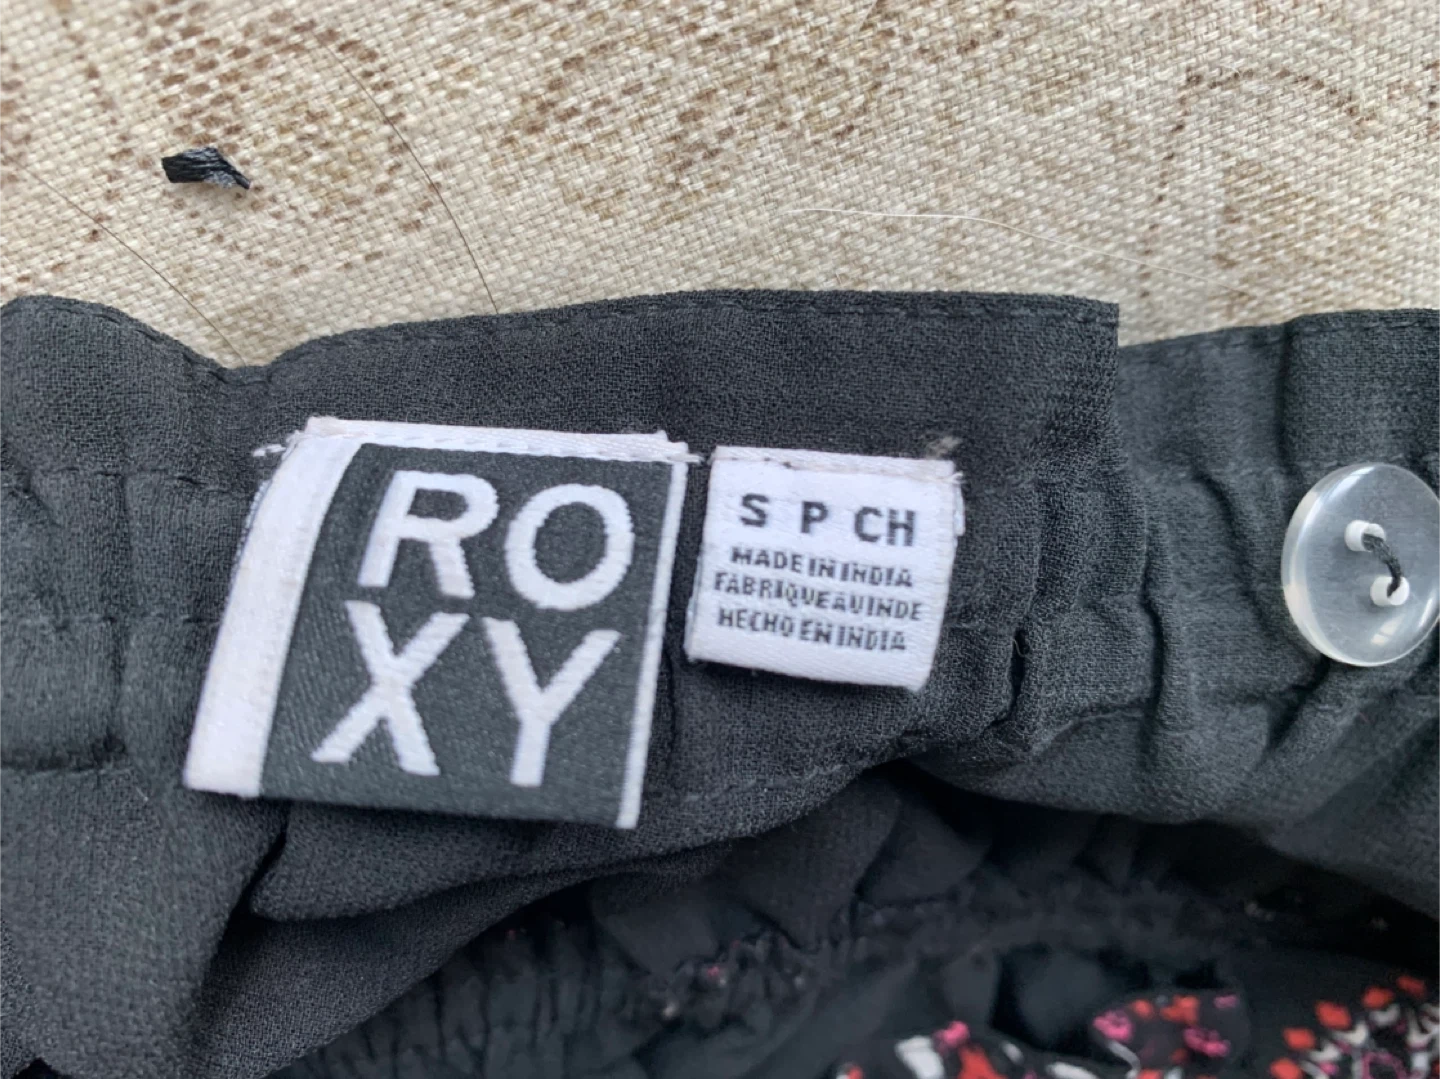 RO
XY
S P CH
MADE IN INDIA
FABRIQUE AU INDE
HECHO EN INDIA